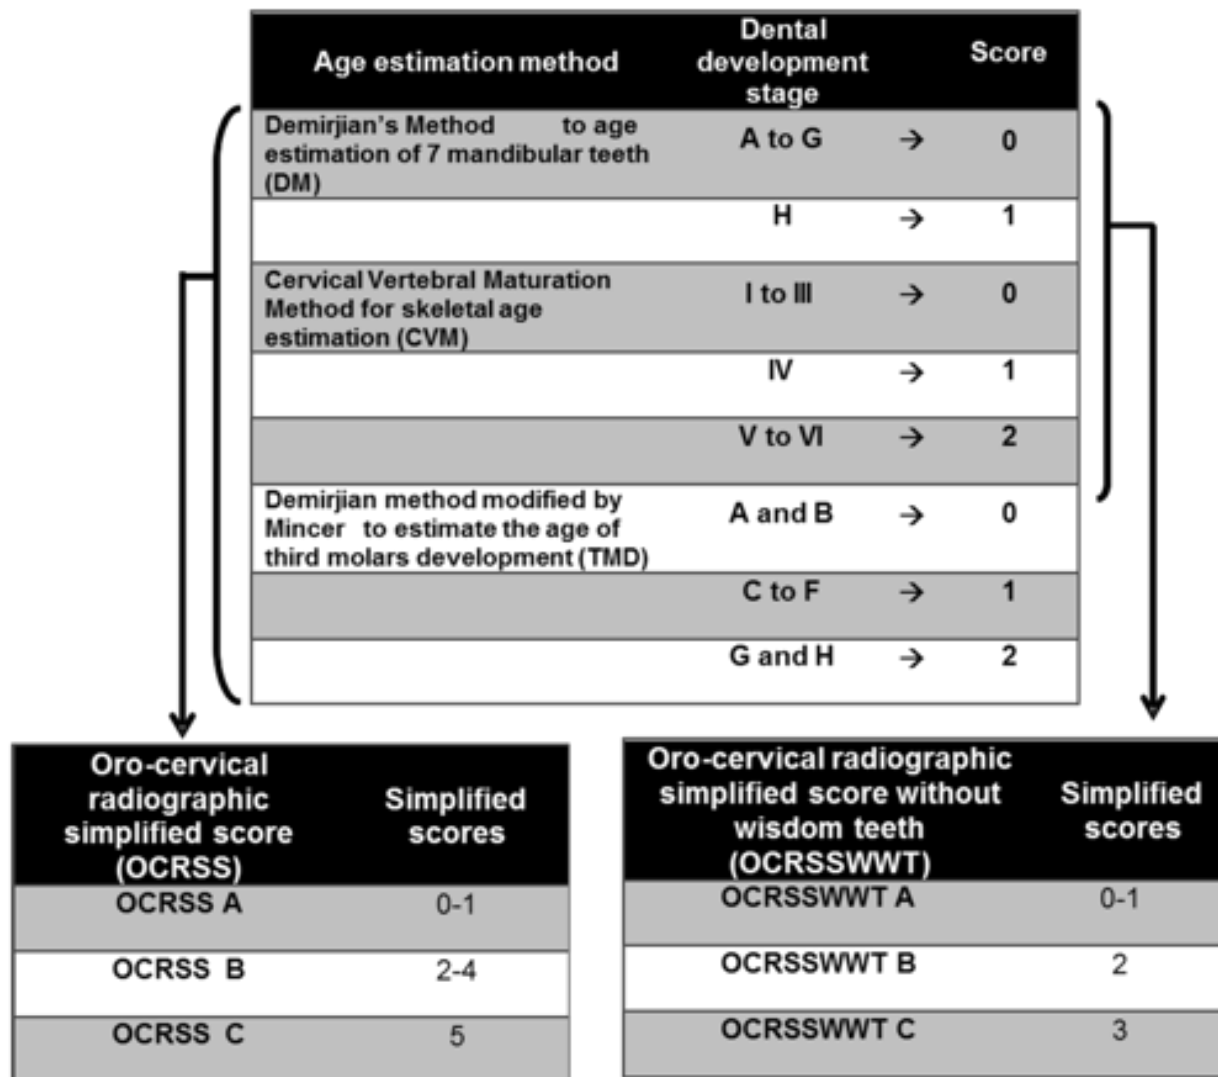 Age estimation method Dental development stage Score
Demirjian's Method to age
estimation of 7 mandibular teeth
(DM)
A to G → 0
H → 1
Cervical Vertebral Maturation
Method for skeletal age
estimation (CVM)
I to III → 0
IV → 1
V to VI → 2
Demirjian method modified by
Mincer to estimate the age of
third molars development (TMD)
A and B → 0
C to F → 1
G and H → 2
Oro-cervical
radiographic
simplified score
(OCRSS)
Simplified
scores
OCRSS A 0-1
OCRSS B 2-4
OCRSS C 5
Oro-cervical radiographic
simplified score without
wisdom teeth
(OCRSSWWT)
Simplified
scores
OCRSSWWT A 0-1
OCRSSWWT B 2
OCRSSWWT C 3